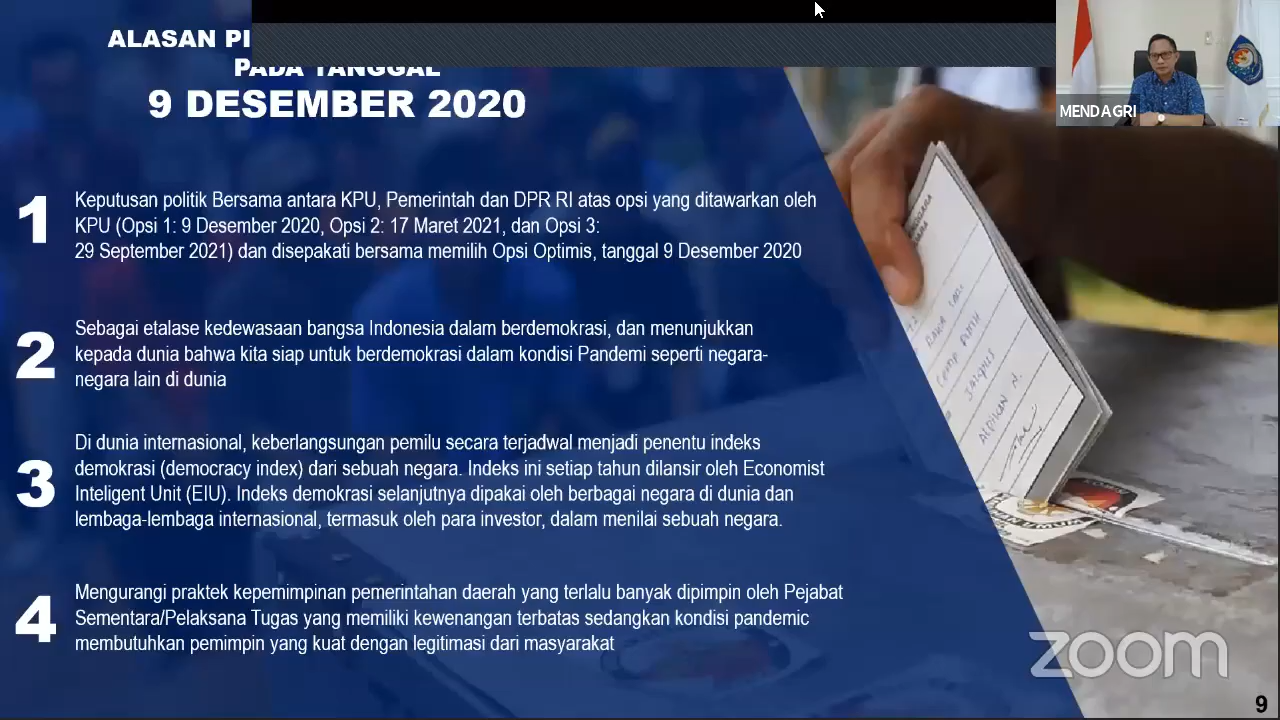 ALASAN PI
PADA TANGGAL
9 DESEMBER 2020
MENDAGRI
1
Keputusan politik Bersama antara KPU, Pemerintah dan DPR RI atas opsi yang ditawarkan oleh
KPU (Opsi 1: 9 Desember 2020, Opsi 2: 17 Maret 2021, dan Opsi 3:
29 September 2021) dan disepakati bersama memilih Opsi Optimis, tanggal 9 Desember 2020
2
Sebagai etalase kedewasaan bangsa Indonesia dalam berdemokrasi, dan menunjukkan
kepada dunia bahwa kita siap untuk berdemokrasi dalam kondisi Pandemi seperti negara-
negara lain di dunia
3
Di dunia internasional, keberlangsungan pemilu secara terjadwal menjadi penentu indeks
demokrasi (democracy index) dari sebuah negara. Indeks ini setiap tahun dilansir oleh Economist
Inteligent Unit (EIU). Indeks demokrasi selanjutnya dipakai oleh berbagai negara di dunia dan
lembaga-lembaga internasional, termasuk oleh para investor, dalam menilai sebuah negara.
4
Mengurangi praktek kepemimpinan pemerintahan daerah yang terlalu banyak dipimpin oleh Pejabat
Sementara/Pelaksana Tugas yang memiliki kewenangan terbatas sedangkan kondisi pandemic
membutuhkan pemimpin yang kuat dengan legitimasi dari masyarakat
zoom
9